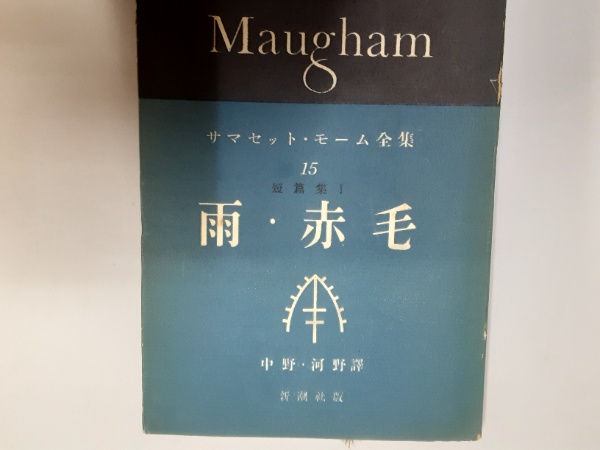 Maugham
サマセット・モーム全集
15
短篇集 I
雨・赤毛
中野・河野譯
新潮社版